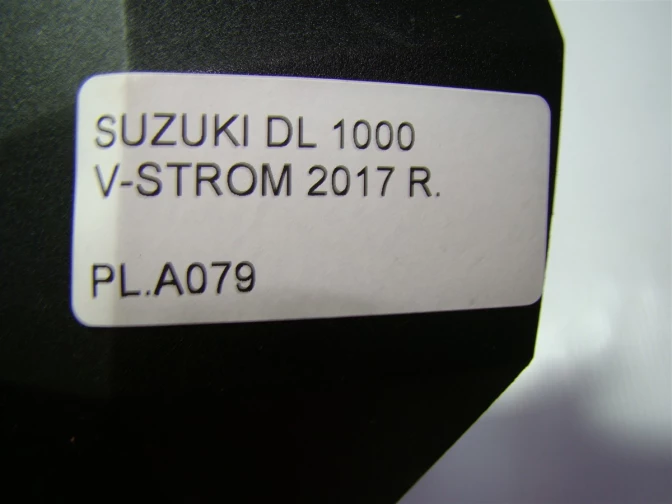 SUZUKI DL 1000
V-STROM 2017 R.
PL.A079